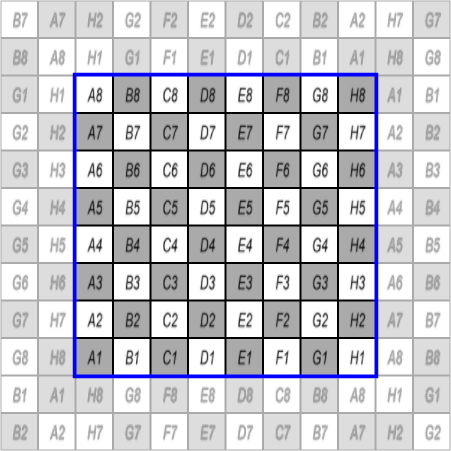 B7 A7 H2 G2 F2 E2 D2 C2 B2 A2 H7 G7
B8 A8 H1 G1 F1 E1 D1 C1 B1 A1 H8 G8
G1 H1 A8 B8 C8 D8 E8 F8 G8 H8 A1 B1
G2 H2 A7 B7 C7 D7 E7 F7 G7 H7 A2 B2
G3 H3 A6 B6 C6 D6 E6 F6 G6 H6 A3 B3
G4 H4 A5 B5 C5 D5 E5 F5 G5 H5 A4 B4
G5 H5 A4 B4 C4 D4 E4 F4 G4 H4 A5 B5
G6 H6 A3 B3 C3 D3 E3 F3 G3 H3 A6 B6
G7 H7 A2 B2 C2 D2 E2 F2 G2 H2 A7 B7
G8 H8 A1 B1 C1 D1 E1 F1 G1 H1 A8 B8
B1 A1 H8 G8 F8 E8 D8 C8 B8 A8 H1 G1
B2 A2 H7 G7 F7 E7 D7 C7 B7 A7 H2 G2